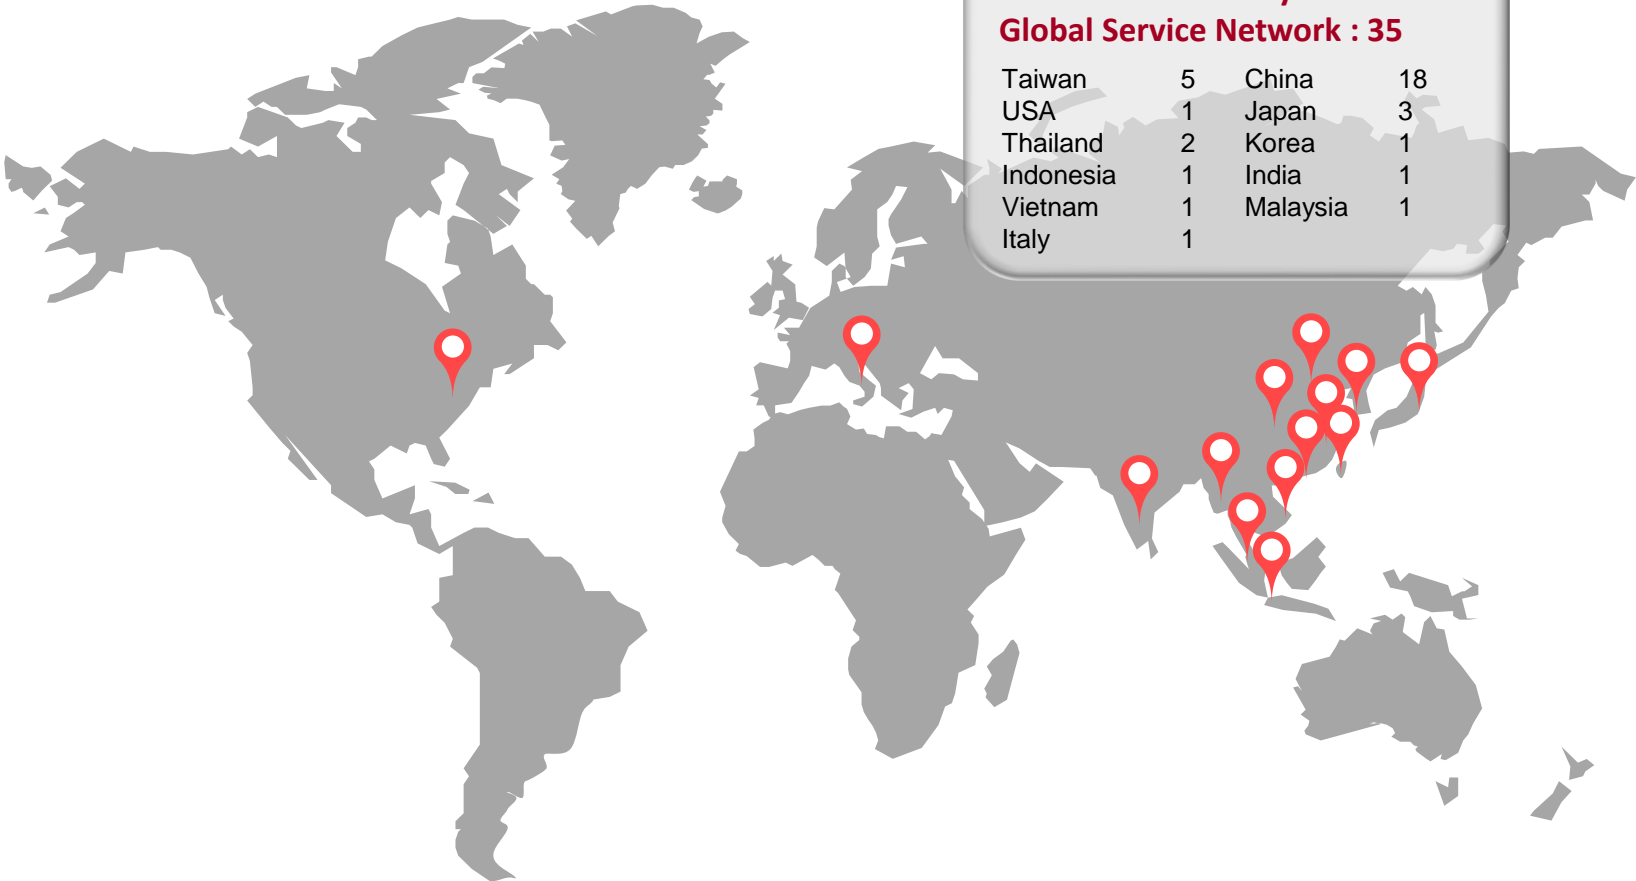 Global Service Network : 35
Taiwan 5 China 18
USA 1 Japan 3
Thailand 2 Korea 1
Indonesia 1 India 1
Vietnam 1 Malaysia 1
Italy 1